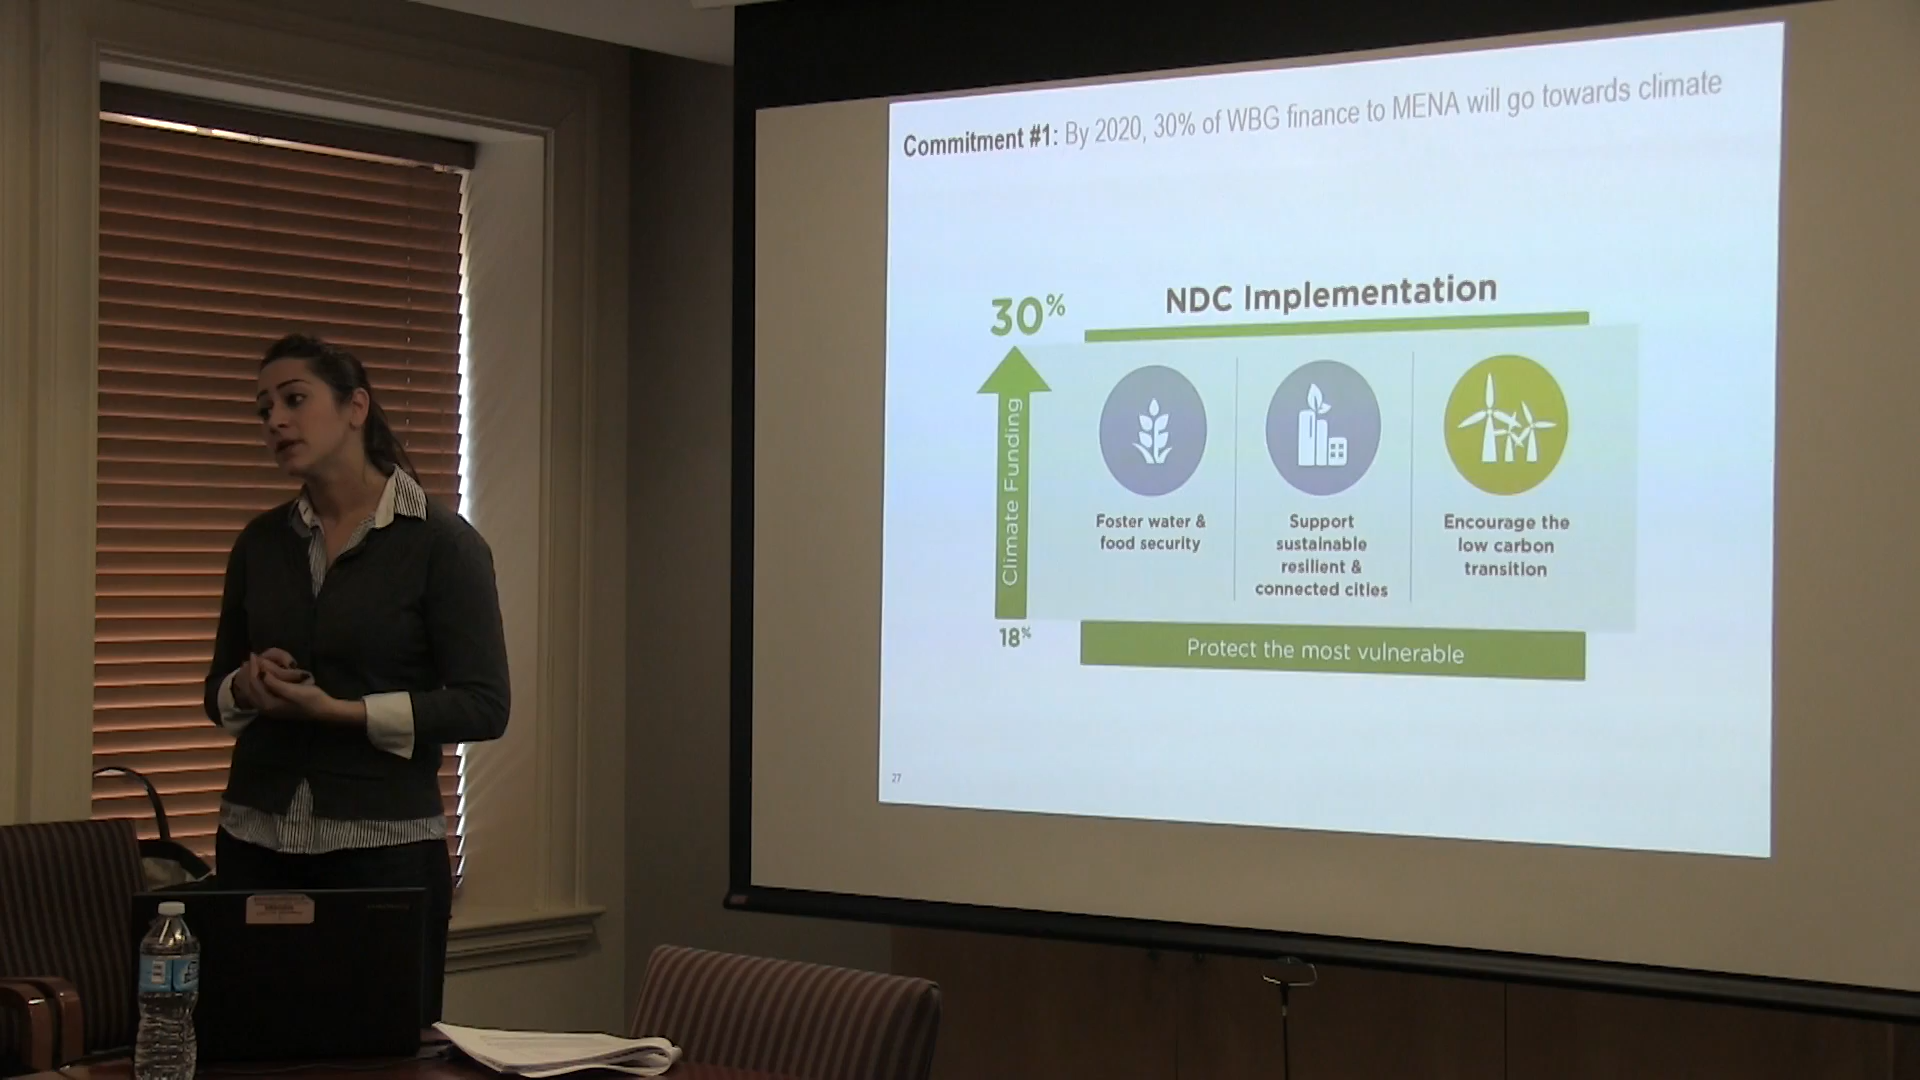 Commitment #1: By 2020, 30% of WBG finance to MENA will go towards climate
NDC Implementation
30%
Climate Funding
18%
Foster water &
food security
Support
sustainable
resilient &
connected cities
Encourage the
low carbon
transition
Protect the most vulnerable
27